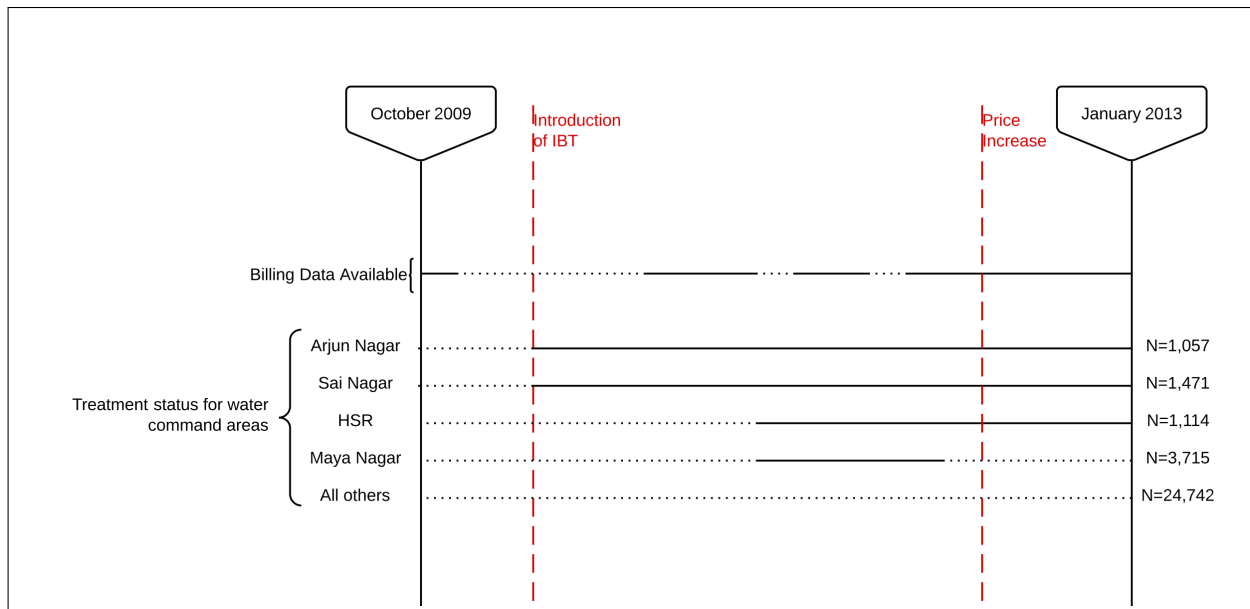 October 2009
Introduction
of IBT
Price
Increase
January 2013
Billing Data Available
Treatment status for water
command areas
Arjun Nagar
N=1,057
Sai Nagar
N=1,471
HSR
N=1,114
Maya Nagar
N=3,715
All others
N=24,742